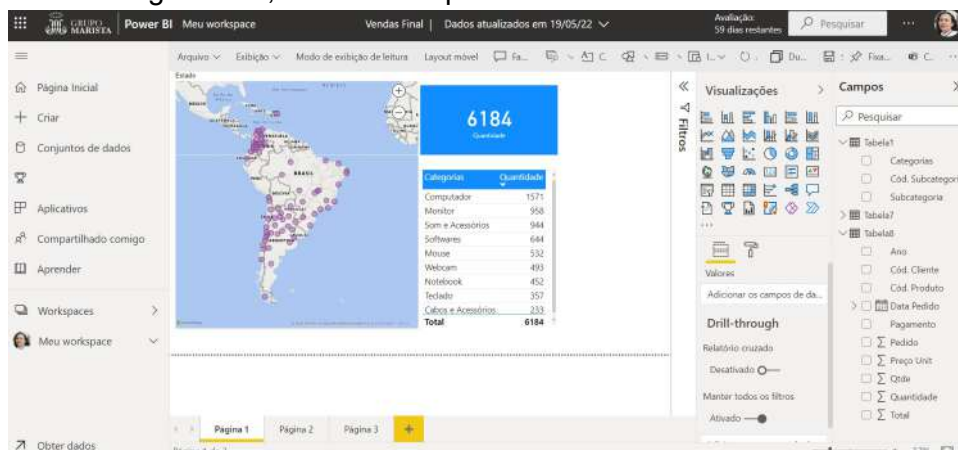 GRUPO MARISTA
Power BI Meu workspace
Vendas Final | Dados atualizados em 19/05/22
Avaliação:
59 dias restantes
Pesquisar
Arquivo
Exibição
Modo de exibição de leitura
Layout móvel
Fa...
C
L
Du...
Fixa...
C...
Página Inicial
Criar
Conjuntos de dados
Aplicativos
Compartilhado comigo
Aprender
Workspaces
Meu workspace
Obter dados
Estado
BRASIL
6184
Quantidade
Categorias Quantidade
Computador 1571
Monitor 958
Som e Acessórios 944
Softwares 644
Mouse 532
Webcam 493
Notebook 452
Teclado 357
Cabos e Acessórios 233
Total 6184
Página 1
Página 2
Página 3
Filtros
Visualizações
Valores
Adicionar os campos de da...
Drill-through
Relatório cruzado
Desativado
Manter todos os filtros
Ativado
Campos
Pesquisar
Tabela1
Categorias
Cód. Subcategori
Subcategoria
Tabela7
Tabela8
Ano
Cód. Cliente
Cód. Produto
Data Pedido
Pagamento
Pedido
Preço Unit
Qtde
Quantidade
Total